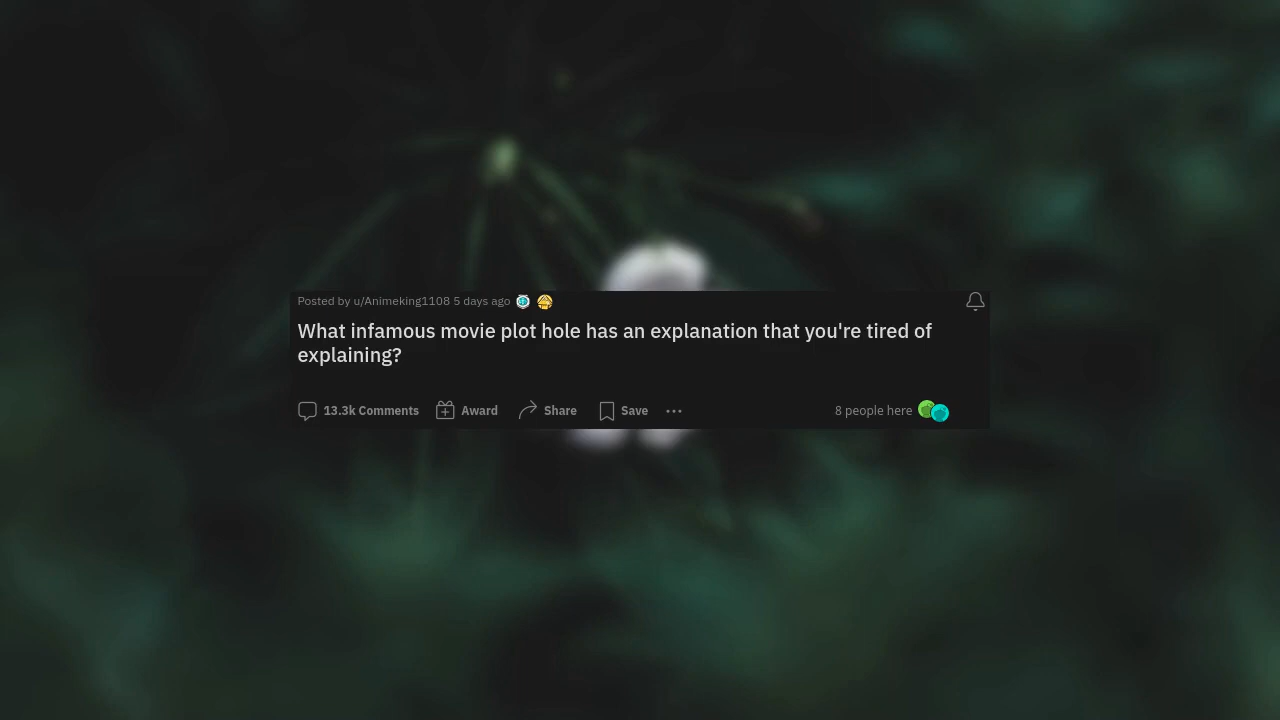 Posted by u/Animeking1108 5 days ago
What infamous movie plot hole has an explanation that you're tired of
explaining?
13.3k Comments Award Share Save 8 people here